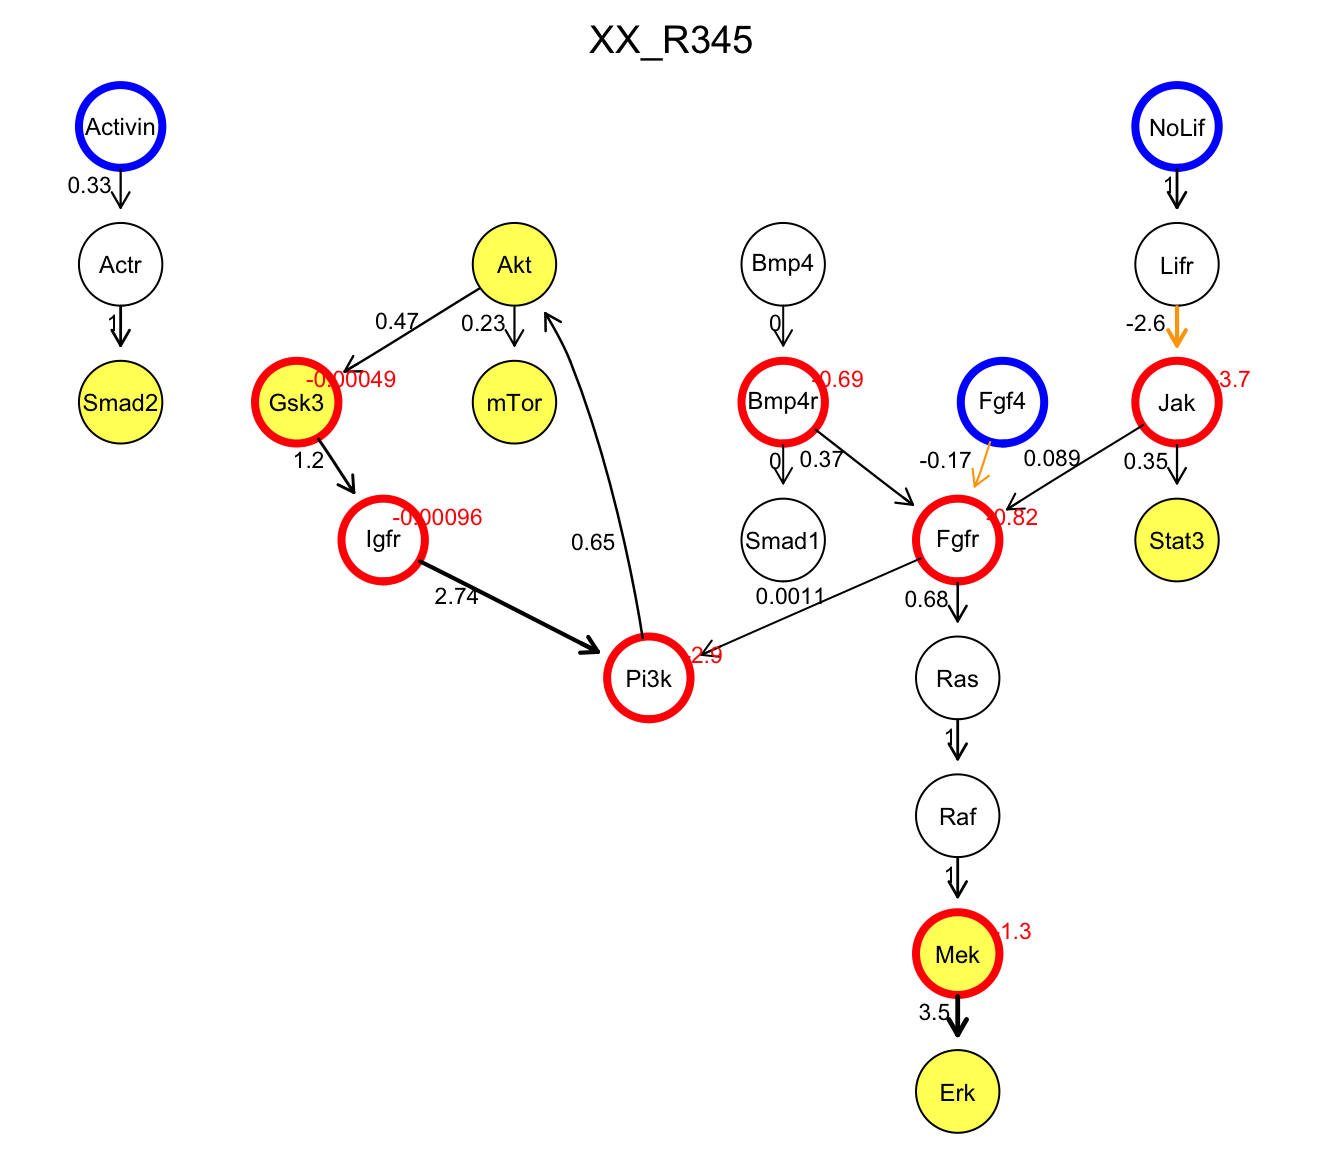 XX_R345
Activin
NoLif
0.33
1
Actr
Akt
Bmp4
Lifr
1
0.47
0.23
0
-2.6
Smad2
Gsk3
-0.00049
mTor
Bmp4r
-0.69
Fgf4
Jak
-3.7
1.2
0
0.37
-0.17
0.089
0.35
Igfr
-0.00096
0.65
Smad1
Fgfr
-0.82
Stat3
2.74
0.0011
0.68
Pi3k
-2.9
Ras
1
Raf
1
Mek
-1.3
3.5
Erk